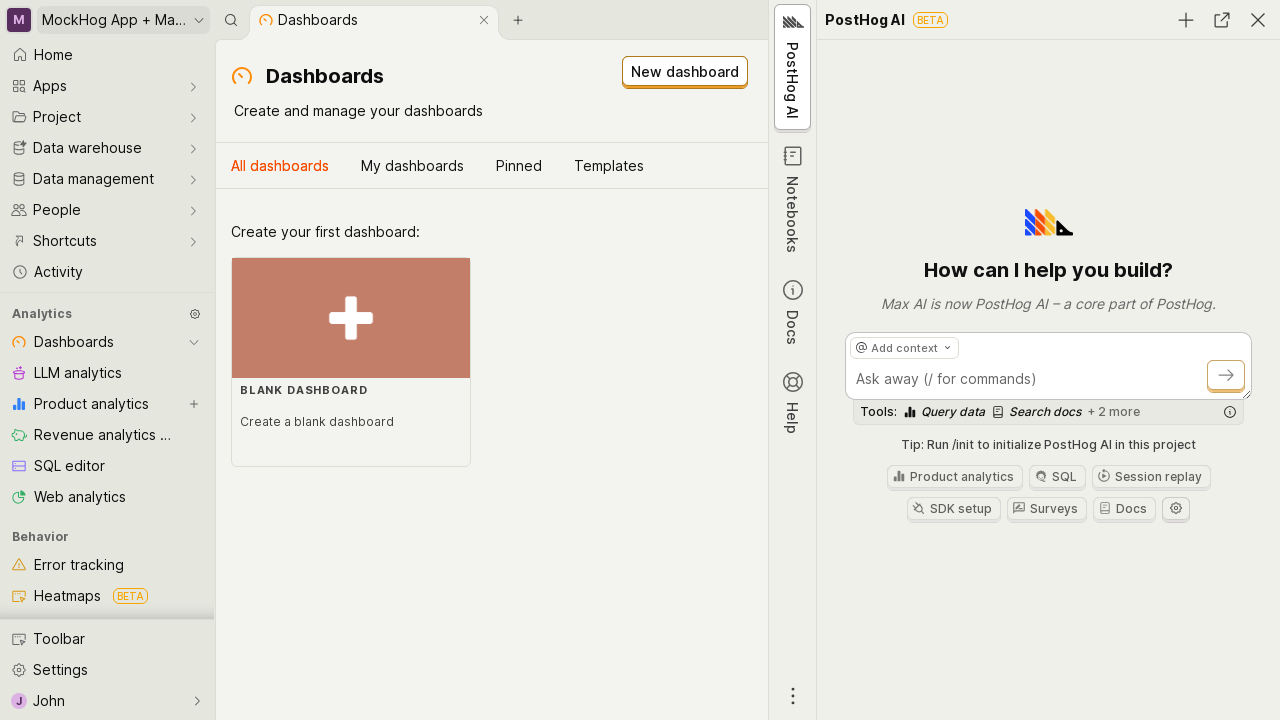 M MockHog App + Ma...
Home
Apps
Project
Data warehouse
Data management
People
Shortcuts
Activity
Analytics
Dashboards
LLM analytics
Product analytics
Revenue analytics ...
SQL editor
Web analytics
Behavior
Error tracking
Heatmaps BETA
Toolbar
Settings
J John
Dashboards
Dashboards
New dashboard
Create and manage your dashboards
All dashboards My dashboards Pinned Templates
Create your first dashboard:
BLANK DASHBOARD
Create a blank dashboard
PostHog AI
Notebooks
Docs
Help
PostHog AI BETA
How can I help you build?
Max AI is now PostHog AI – a core part of PostHog.
Add context
Ask away (/ for commands)
Tools: Query data Search docs + 2 more
Tip: Run /init to initialize PostHog AI in this project
Product analytics SQL Session replay
SDK setup Surveys Docs